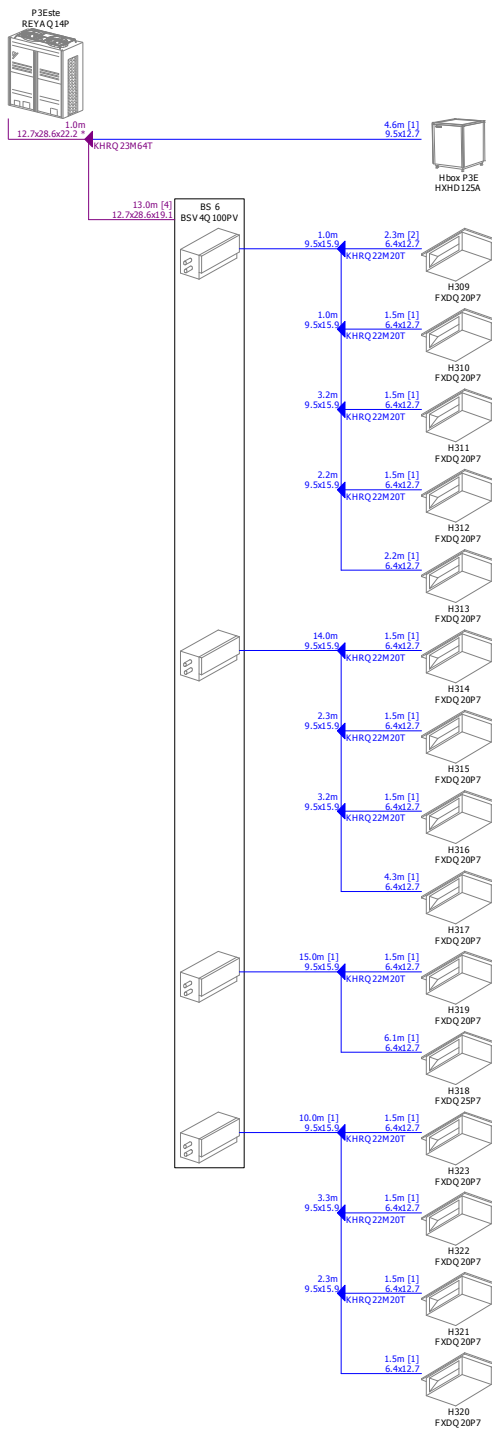 P3Este
REYAQ14P
1.0m
12.7x28.6x22.2 *
KHRQ23M64T
4.6m [1]
9.5x12.7
Hbox P3E
HXHD125A
13.0m [4]
12.7x28.6x19.1
BS 6
BSV4Q100PV
1.0m
9.5x15.9
KHRQ22M20T
2.3m [2]
6.4x12.7
H309
FXDQ20P7
1.0m
9.5x15.9
KHRQ22M20T
1.5m [1]
6.4x12.7
H310
FXDQ20P7
3.2m
9.5x15.9
KHRQ22M20T
1.5m [1]
6.4x12.7
H311
FXDQ20P7
2.2m
9.5x15.9
KHRQ22M20T
1.5m [1]
6.4x12.7
H312
FXDQ20P7
2.2m [1]
6.4x12.7
H313
FXDQ20P7
14.0m
9.5x15.9
KHRQ22M20T
1.5m [1]
6.4x12.7
H314
FXDQ20P7
2.3m
9.5x15.9
KHRQ22M20T
1.5m [1]
6.4x12.7
H315
FXDQ20P7
3.2m
9.5x15.9
KHRQ22M20T
1.5m [1]
6.4x12.7
H316
FXDQ20P7
4.3m [1]
6.4x12.7
H317
FXDQ20P7
15.0m [1]
9.5x15.9
KHRQ22M20T
1.5m [1]
6.4x12.7
H319
FXDQ20P7
6.1m [1]
6.4x12.7
H318
FXDQ25P7
10.0m [1]
9.5x15.9
KHRQ22M20T
1.5m [1]
6.4x12.7
H323
FXDQ20P7
3.3m
9.5x15.9
KHRQ22M20T
1.5m [1]
6.4x12.7
H322
FXDQ20P7
2.3m
9.5x15.9
KHRQ22M20T
1.5m [1]
6.4x12.7
H321
FXDQ20P7
1.5m [1]
6.4x12.7
H320
FXDQ20P7